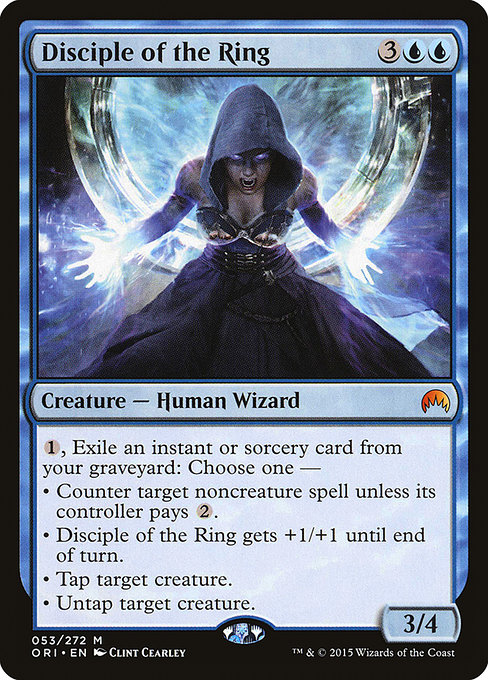 Disciple of the Ring 3
Creature — Human Wizard
1, Exile an instant or sorcery card from
your graveyard: Choose one —
• Counter target noncreature spell unless its
controller pays 2.
• Disciple of the Ring gets +1/+1 until end
of turn.
• Tap target creature.
• Untap target creature.
3/4
053/272 M
ORI • EN CLINT CEARLEY
™ & © 2015 Wizards of the Coast